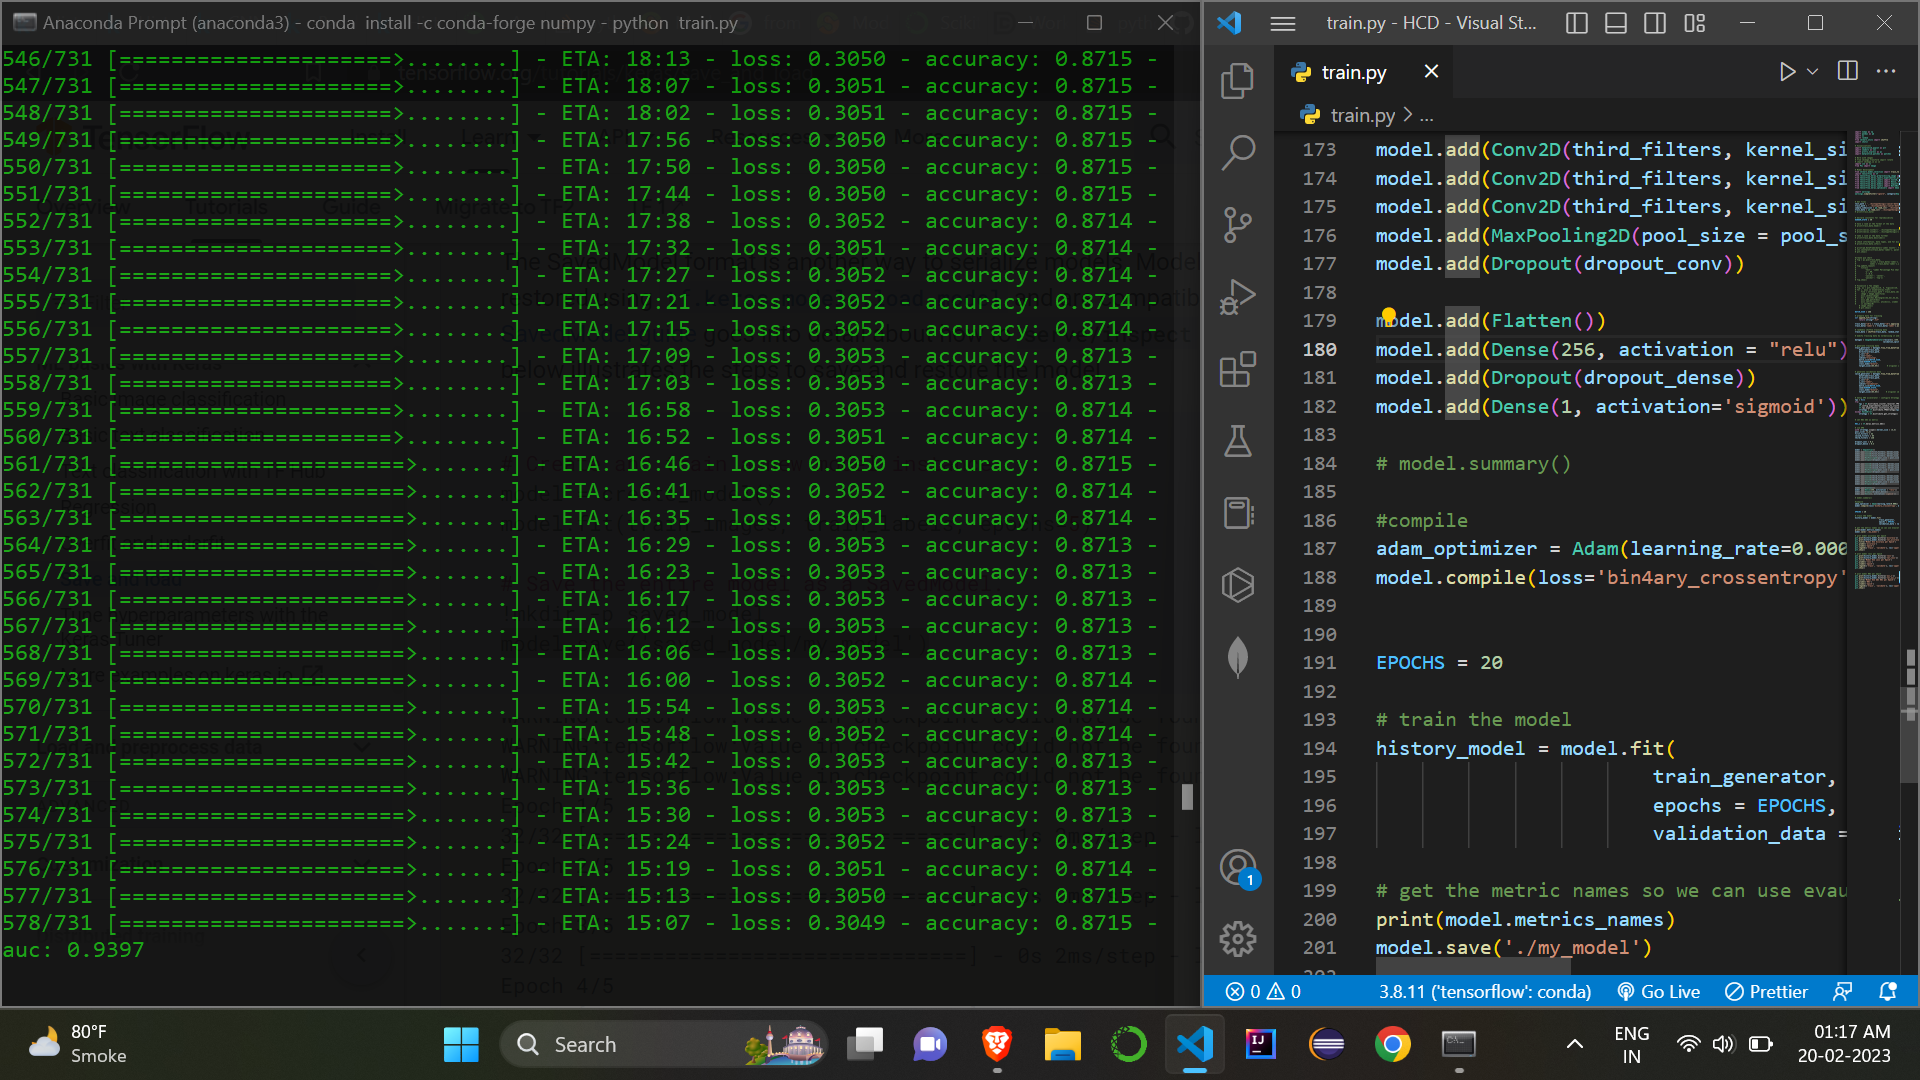 Anaconda Prompt (anaconda3) - conda  install -c conda-forge numpy - python  train.py
546/731 [=====================>........] - ETA: 18:13 - loss: 0.3050 - accuracy: 0.8715 -
547/731 [=====================>........] - ETA: 18:07 - loss: 0.3051 - accuracy: 0.8715 -
548/731 [=====================>........] - ETA: 18:02 - loss: 0.3051 - accuracy: 0.8715 -
549/731 [=====================>........] - ETA: 17:56 - loss: 0.3050 - accuracy: 0.8715 -
550/731 [=====================>........] - ETA: 17:50 - loss: 0.3050 - accuracy: 0.8715 -
551/731 [=====================>........] - ETA: 17:44 - loss: 0.3050 - accuracy: 0.8715 -
552/731 [=====================>........] - ETA: 17:38 - loss: 0.3052 - accuracy: 0.8714 -
553/731 [=====================>........] - ETA: 17:32 - loss: 0.3051 - accuracy: 0.8714 -
554/731 [=====================>........] - ETA: 17:27 - loss: 0.3052 - accuracy: 0.8714 -
555/731 [=====================>........] - ETA: 17:21 - loss: 0.3052 - accuracy: 0.8714 -
556/731 [=====================>........] - ETA: 17:15 - loss: 0.3052 - accuracy: 0.8714 -
557/731 [=====================>........] - ETA: 17:09 - loss: 0.3053 - accuracy: 0.8713 -
558/731 [=====================>........] - ETA: 17:03 - loss: 0.3053 - accuracy: 0.8713 -
559/731 [=====================>........] - ETA: 16:58 - loss: 0.3053 - accuracy: 0.8714 -
560/731 [=====================>........] - ETA: 16:52 - loss: 0.3051 - accuracy: 0.8714 -
561/731 [======================>.......] - ETA: 16:46 - loss: 0.3050 - accuracy: 0.8715 -
562/731 [======================>.......] - ETA: 16:41 - loss: 0.3052 - accuracy: 0.8714 -
563/731 [======================>.......] - ETA: 16:35 - loss: 0.3051 - accuracy: 0.8714 -
564/731 [======================>.......] - ETA: 16:29 - loss: 0.3053 - accuracy: 0.8713 -
565/731 [======================>.......] - ETA: 16:23 - loss: 0.3053 - accuracy: 0.8713 -
566/731 [======================>.......] - ETA: 16:17 - loss: 0.3053 - accuracy: 0.8713 -
567/731 [======================>.......] - ETA: 16:12 - loss: 0.3053 - accuracy: 0.8713 -
568/731 [======================>.......] - ETA: 16:06 - loss: 0.3053 - accuracy: 0.8713 -
569/731 [======================>.......] - ETA: 16:00 - loss: 0.3052 - accuracy: 0.8714 -
570/731 [======================>.......] - ETA: 15:54 - loss: 0.3053 - accuracy: 0.8714 -
571/731 [======================>.......] - ETA: 15:48 - loss: 0.3052 - accuracy: 0.8714 -
572/731 [======================>.......] - ETA: 15:42 - loss: 0.3053 - accuracy: 0.8713 -
573/731 [======================>.......] - ETA: 15:36 - loss: 0.3053 - accuracy: 0.8713 -
574/731 [======================>.......] - ETA: 15:30 - loss: 0.3053 - accuracy: 0.8713 -
575/731 [======================>.......] - ETA: 15:24 - loss: 0.3052 - accuracy: 0.8713 -
576/731 [======================>.......] - ETA: 15:19 - loss: 0.3051 - accuracy: 0.8714 -
577/731 [======================>.......] - ETA: 15:13 - loss: 0.3050 - accuracy: 0.8715 -
578/731 [======================>.......] - ETA: 15:07 - loss: 0.3049 - accuracy: 0.8715 -
auc: 0.9397
32/32 [==============================] - 0s 2ms/step -
Epoch 4/5
train.py - HCD - Visual St...
train.py
train.py > ...
173 model.add(Conv2D(third_filters, kernel_si
174 model.add(Conv2D(third_filters, kernel_si
175 model.add(Conv2D(third_filters, kernel_si
176 model.add(MaxPooling2D(pool_size = pool_s
177 model.add(Dropout(dropout_conv))
178
179 model.add(Flatten())
180 model.add(Dense(256, activation = "relu")
181 model.add(Dropout(dropout_dense))
182 model.add(Dense(1, activation='sigmoid'))
183
184 # model.summary()
185
186 #compile
187 adam_optimizer = Adam(learning_rate=0.000
188 model.compile(loss='bin4ary_crossentropy'
189
190
191 EPOCHS = 20
192
193 # train the model
194 history_model = model.fit(
195 train_generator,
196 epochs = EPOCHS,
197 validation_data =
198
199 # get the metric names so we can use evau
200 print(model.metrics_names)
201 model.save('./my_model')
1
0 0 3.8.11 ('tensorflow': conda) Go Live Prettier
80°F
Smoke
Search
ENG
IN
01:17 AM
20-02-2023